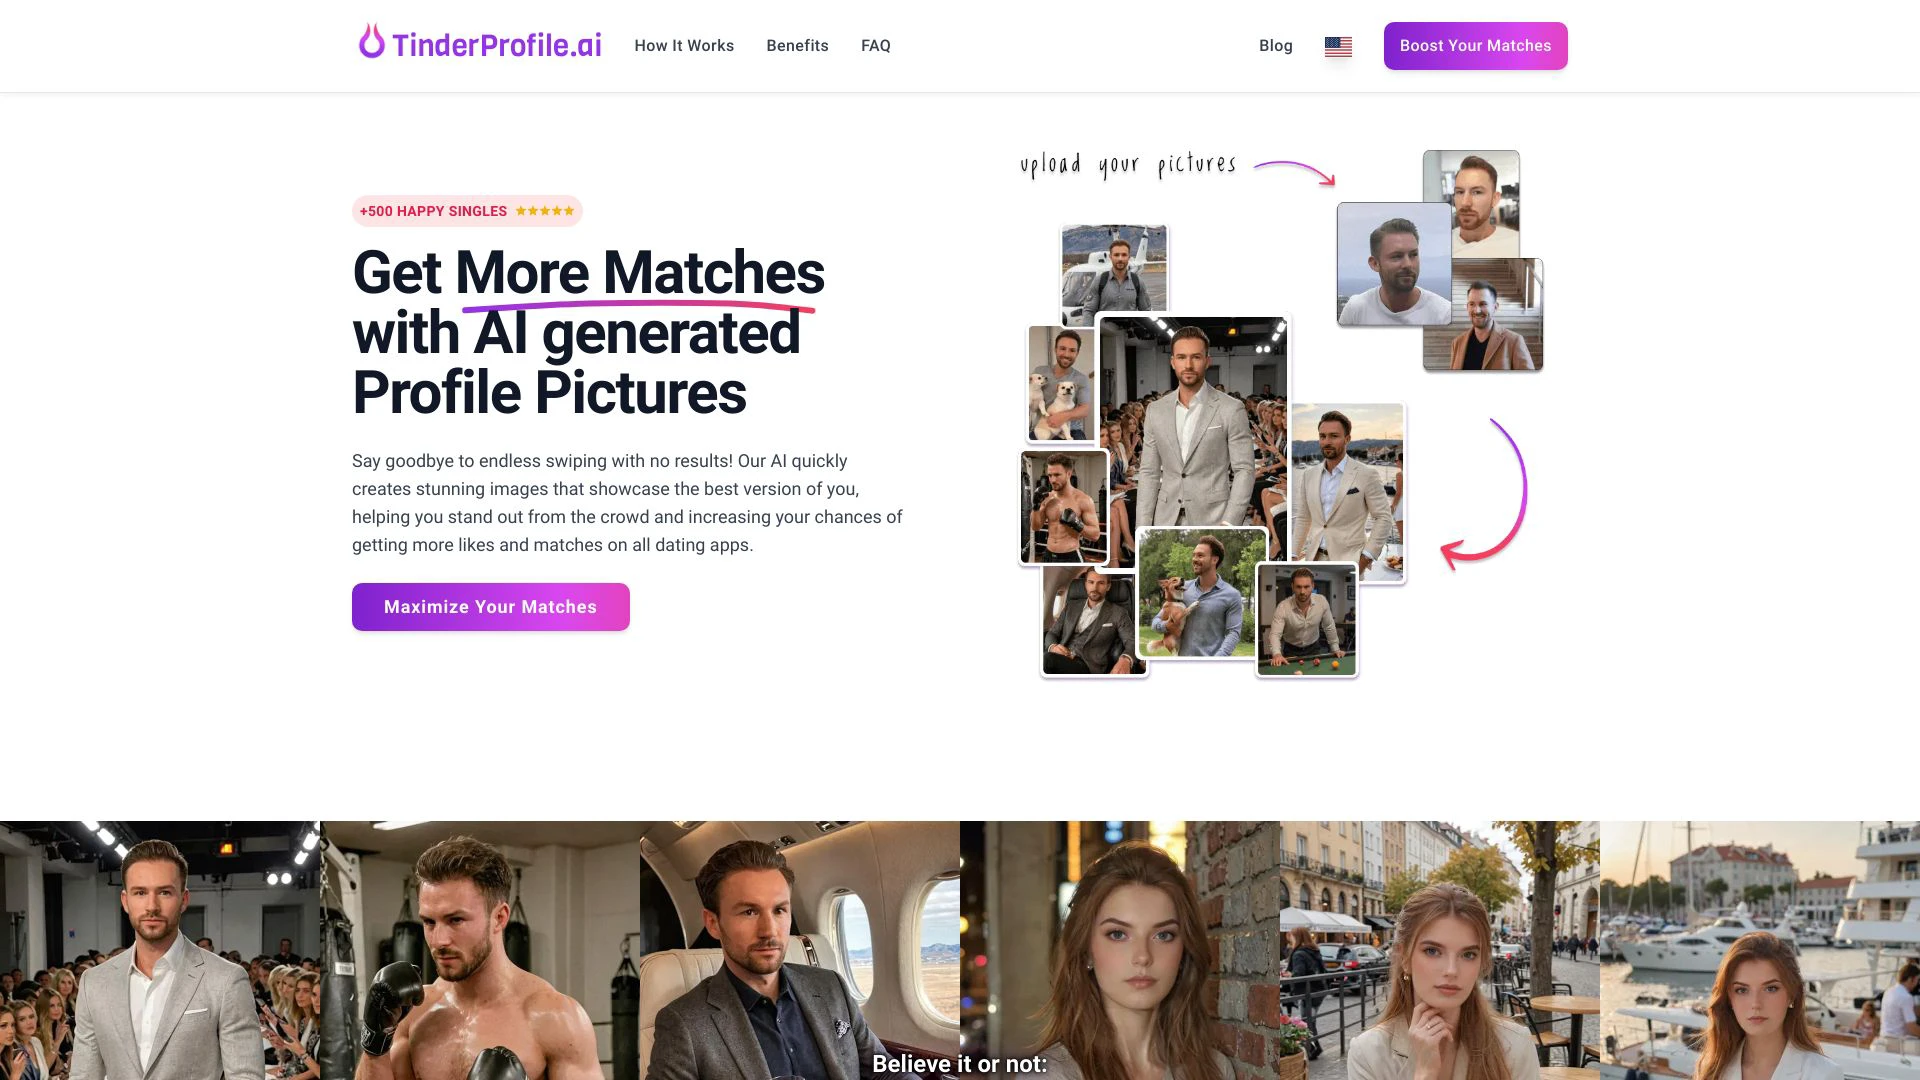 TinderProfile.ai
How It Works
Benefits
FAQ
Blog
Boost Your Matches
upload your pictures
+500 HAPPY SINGLES
Get More Matches
with AI generated
Profile Pictures
Say goodbye to endless swiping with no results! Our AI quickly
creates stunning images that showcase the best version of you,
helping you stand out from the crowd and increasing your chances of
getting more likes and matches on all dating apps.
Maximize Your Matches
Believe it or not: